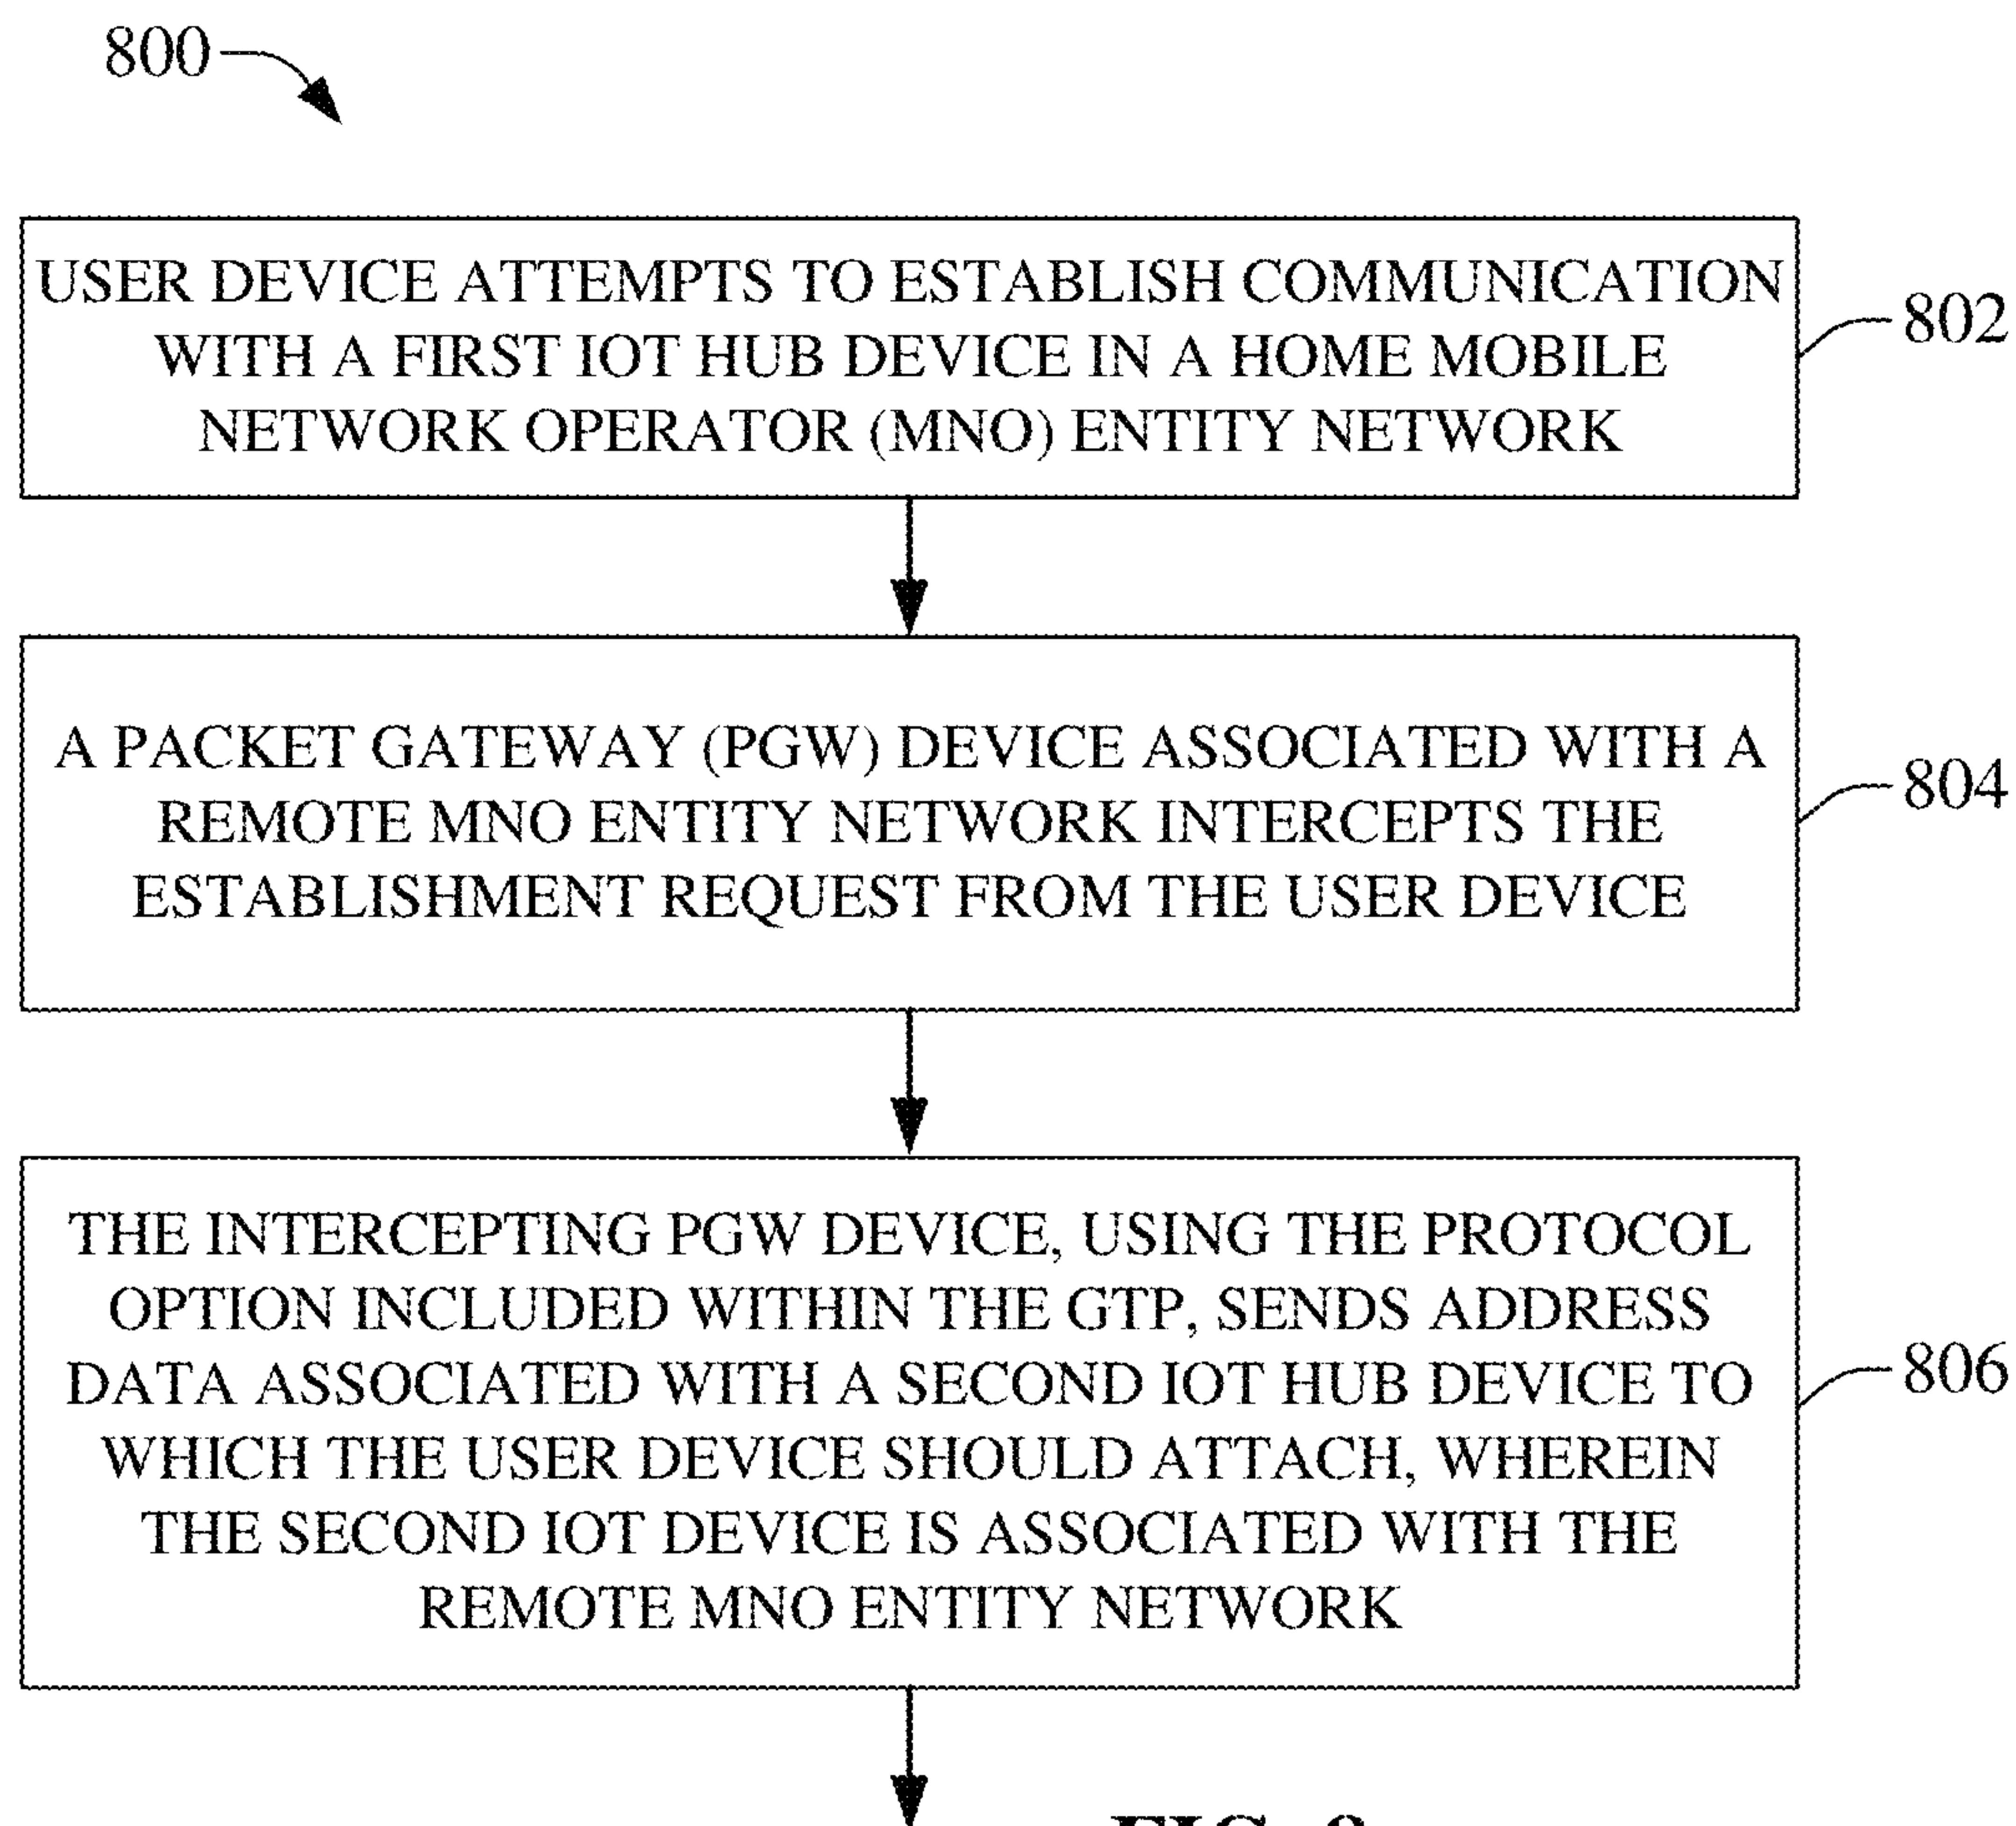 800
USER DEVICE ATTEMPTS TO ESTABLISH COMMUNICATION
WITH A FIRST IOT HUB DEVICE IN A HOME MOBILE
NETWORK OPERATOR (MNO) ENTITY NETWORK
802
A PACKET GATEWAY (PGW) DEVICE ASSOCIATED WITH A
REMOTE MNO ENTITY NETWORK INTERCEPTS THE
ESTABLISHMENT REQUEST FROM THE USER DEVICE
804
THE INTERCEPTING PGW DEVICE, USING THE PROTOCOL
OPTION INCLUDED WITHIN THE GTP, SENDS ADDRESS
DATA ASSOCIATED WITH A SECOND IOT HUB DEVICE TO
WHICH THE USER DEVICE SHOULD ATTACH, WHEREIN
THE SECOND IOT DEVICE IS ASSOCIATED WITH THE
REMOTE MNO ENTITY NETWORK
806